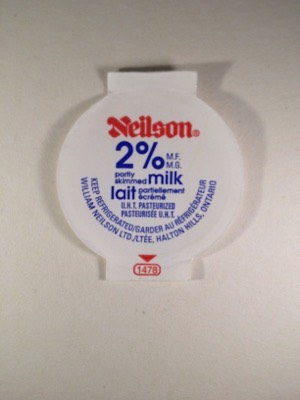 Neilson®
2% M.F.
M.G.
partly
skimmed milk
lait partiellement
écrémé
U.H.T. PASTEURIZED
PASTEURISÉE U.H.T.
KEEP REFRIGERATED/GARDER AU RÉFRIGÉRATEUR
WILLIAM NEILSON LTD./LTÉE, HALTON HILLS, ONTARIO
1478